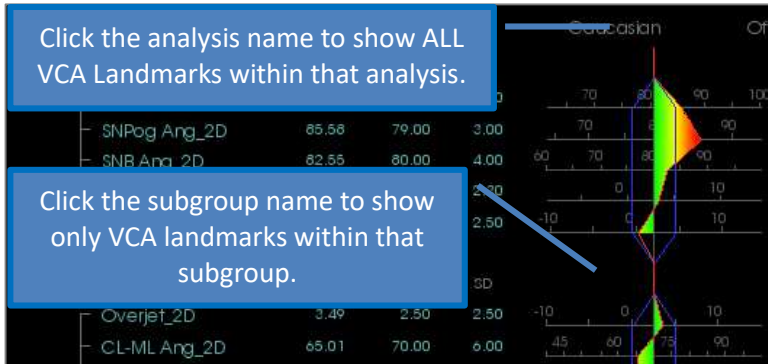 Click the analysis name to show ALL
VCA Landmarks within that analysis.
Caucasian Of
70 80 90 100
SNPog Ang_2D 85.58 79.00 3.00
70 8 90
SNB Ang_2D 82.55 80.00 4.00
60 70 80 90
0 10
2.50
-10 0 10
Click the subgroup name to show
only VCA landmarks within that
subgroup.
SD
Overjet_2D 3.49 2.50 2.50
-10 0 10
CL-ML Ang_2D 65.01 70.00 6.00
45 60 75 90